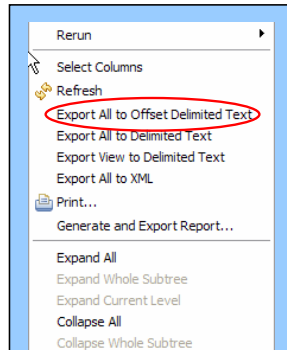 Rerun
Select Columns
Refresh
Export All to Offset Delimited Text
Export All to Delimited Text
Export View to Delimited Text
Export All to XML
Print...
Generate and Export Report...
Expand All
Expand Whole Subtree
Expand Current Level
Collapse All
Collapse Whole Subtree